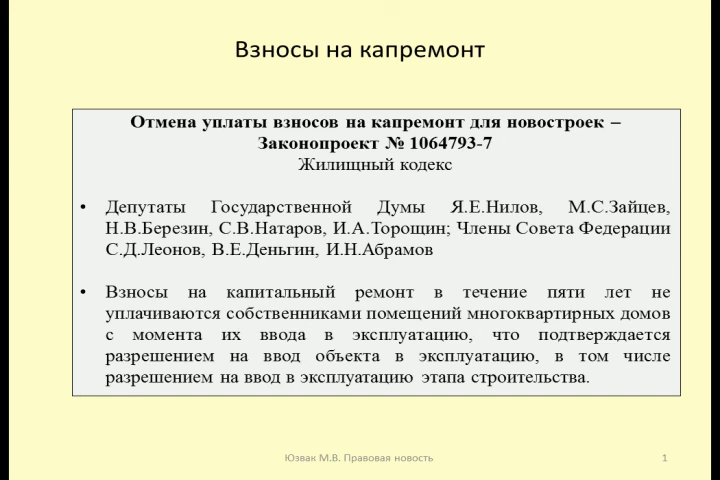 Взносы на капремонт
Отмена уплаты взносов на капремонт для новостроек –
Законопроект № 1064793-7
Жилищный кодекс
• Депутаты Государственной Думы Я.Е.Нилов, М.С.Зайцев,
Н.В.Березин, С.В.Натаров, И.А.Торощин; Члены Совета Федерации
С.Д.Леонов, В.Е.Деньгин, И.Н.Абрамов
• Взносы на капитальный ремонт в течение пяти лет не
уплачиваются собственниками помещений многоквартирных домов
с момента их ввода в эксплуатацию, что подтверждается
разрешением на ввод объекта в эксплуатацию, в том числе
разрешением на ввод в эксплуатацию этапа строительства.
Юзвак М.В. Правовая новость
1